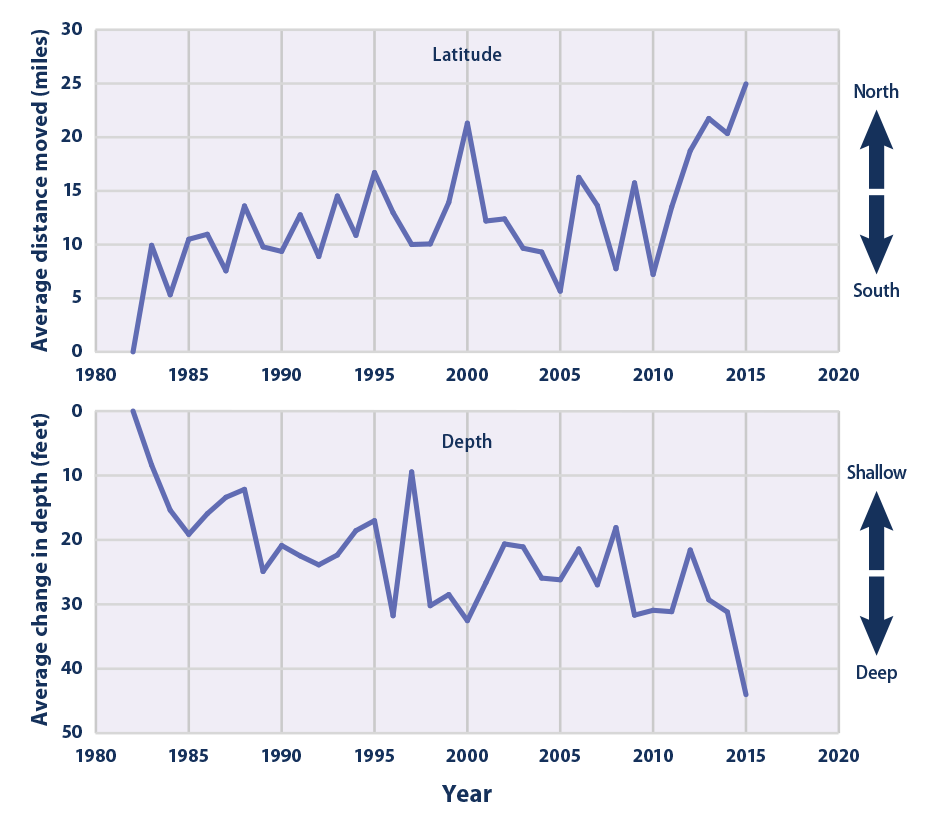 Average distance moved (miles)
30
25
20
15
10
5
0
Latitude
North
South
1980 1985 1990 1995 2000 2005 2010 2015 2020
Average change in depth (feet)
0
10
20
30
40
50
Depth
Shallow
Deep
1980 1985 1990 1995 2000 2005 2010 2015 2020
Year